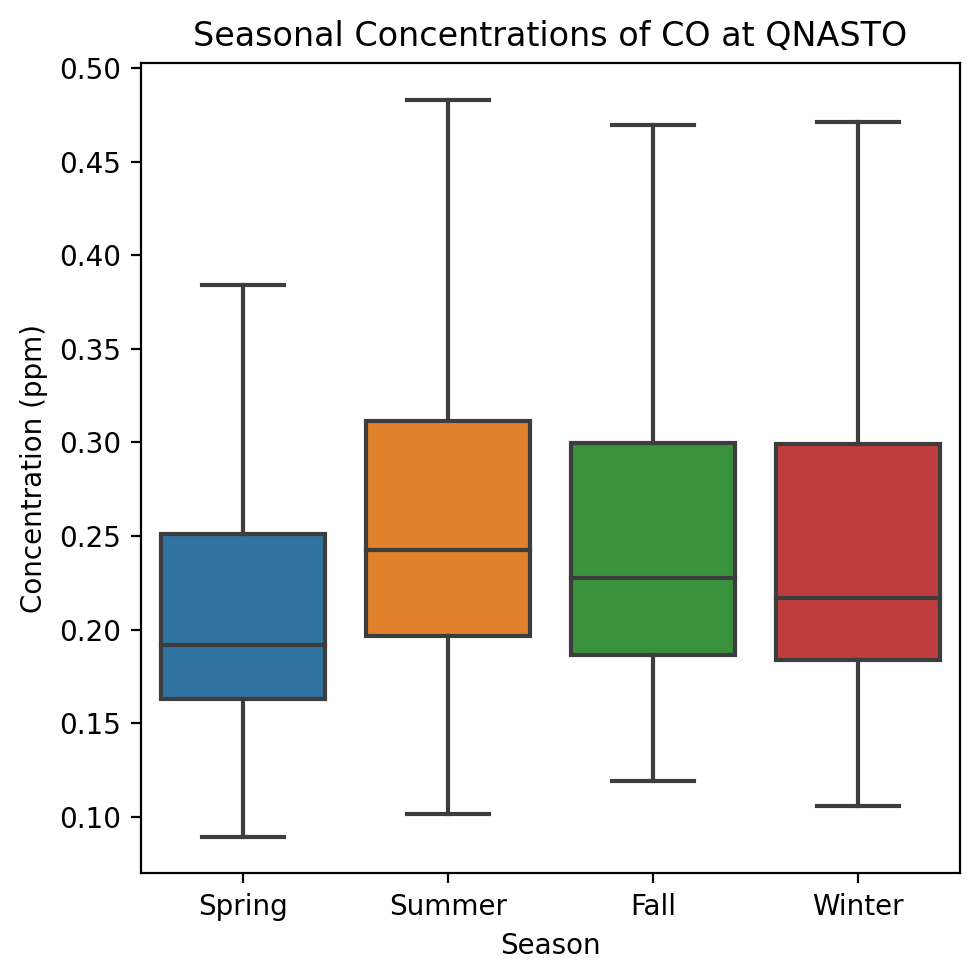 Seasonal Concentrations of CO at QNASTO
0.50
0.45
0.40
0.35
0.30
0.25
0.20
0.15
0.10
Concentration (ppm)
Spring
Summer
Fall
Winter
Season